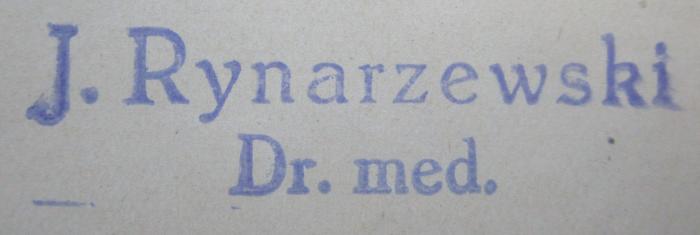 J. Rynarzewski
Dr. med.